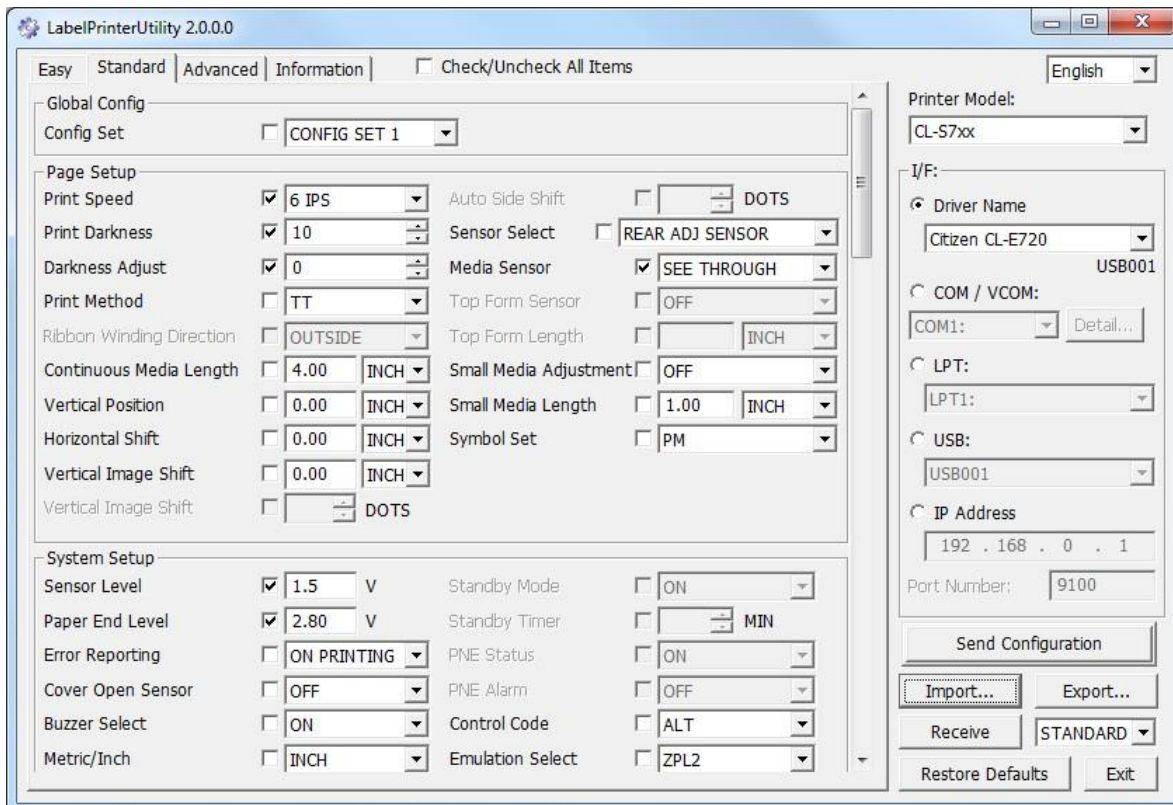 LabelPrinterUtility 2.0.0.0
Easy Standard Advanced Information Check/Uncheck All Items English
Global Config
Config Set CONFIG SET 1
Page Setup
Print Speed 6 IPS Auto Side Shift DOTS
Print Darkness 10 Sensor Select REAR ADJ SENSOR
Darkness Adjust 0 Media Sensor SEE THROUGH
Print Method TT Top Form Sensor OFF
Ribbon Winding Direction OUTSIDE Top Form Length INCH
Continuous Media Length 4.00 INCH Small Media Adjustment OFF
Vertical Position 0.00 INCH Small Media Length 1.00 INCH
Horizontal Shift 0.00 INCH Symbol Set PM
Vertical Image Shift 0.00 INCH
Vertical Image Shift DOTS
System Setup
Sensor Level 1.5 V Standby Mode ON
Paper End Level 2.80 V Standby Timer MIN
Error Reporting ON PRINTING PNE Status ON
Cover Open Sensor OFF PNE Alarm OFF
Buzzer Select ON Control Code ALT
Metric/Inch INCH Emulation Select ZPL2
Printer Model:
CL-S7xx
I/F:
Driver Name
Citizen CL-E720
USB001
COM / VCOM:
COM1: Detail...
LPT:
LPT1:
USB:
USB001
IP Address
192 . 168 . 0 . 1
Port Number: 9100
Send Configuration
Import... Export...
Receive STANDARD
Restore Defaults Exit